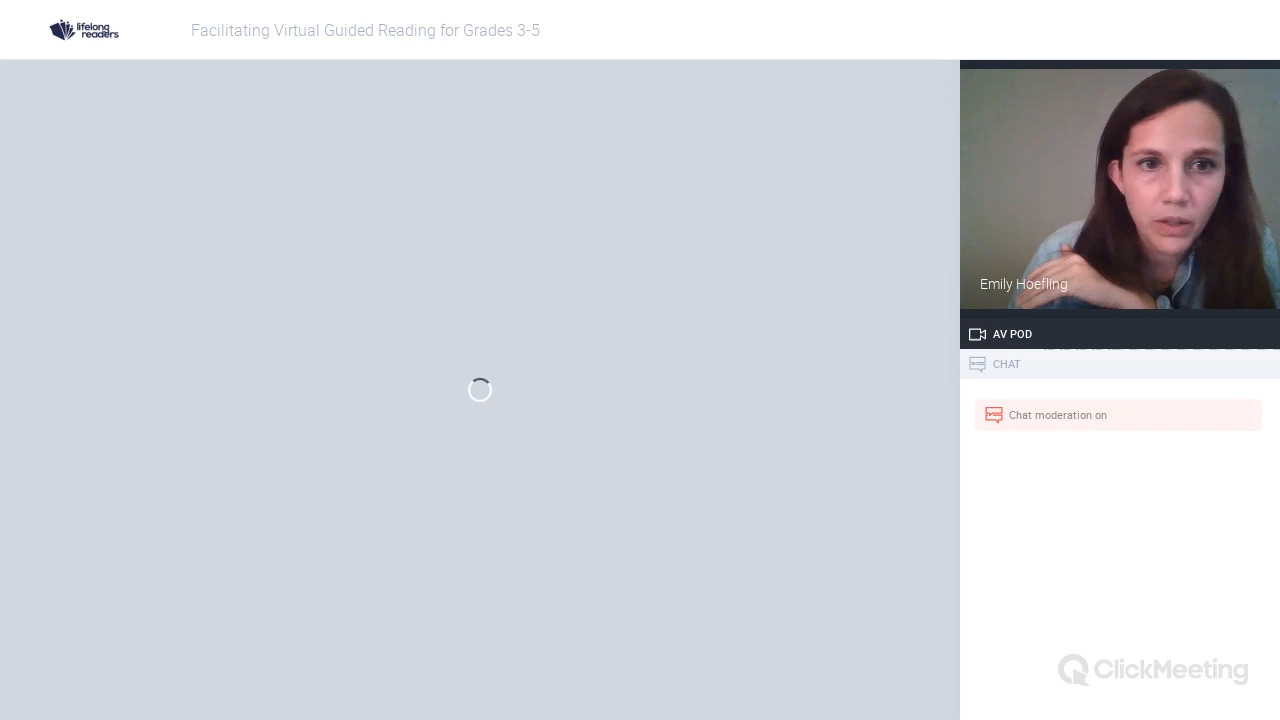 lifelong
readers
Facilitating Virtual Guided Reading for Grades 3-5
Emily Hoefling
AV POD
CHAT
Chat moderation on
ClickMeeting